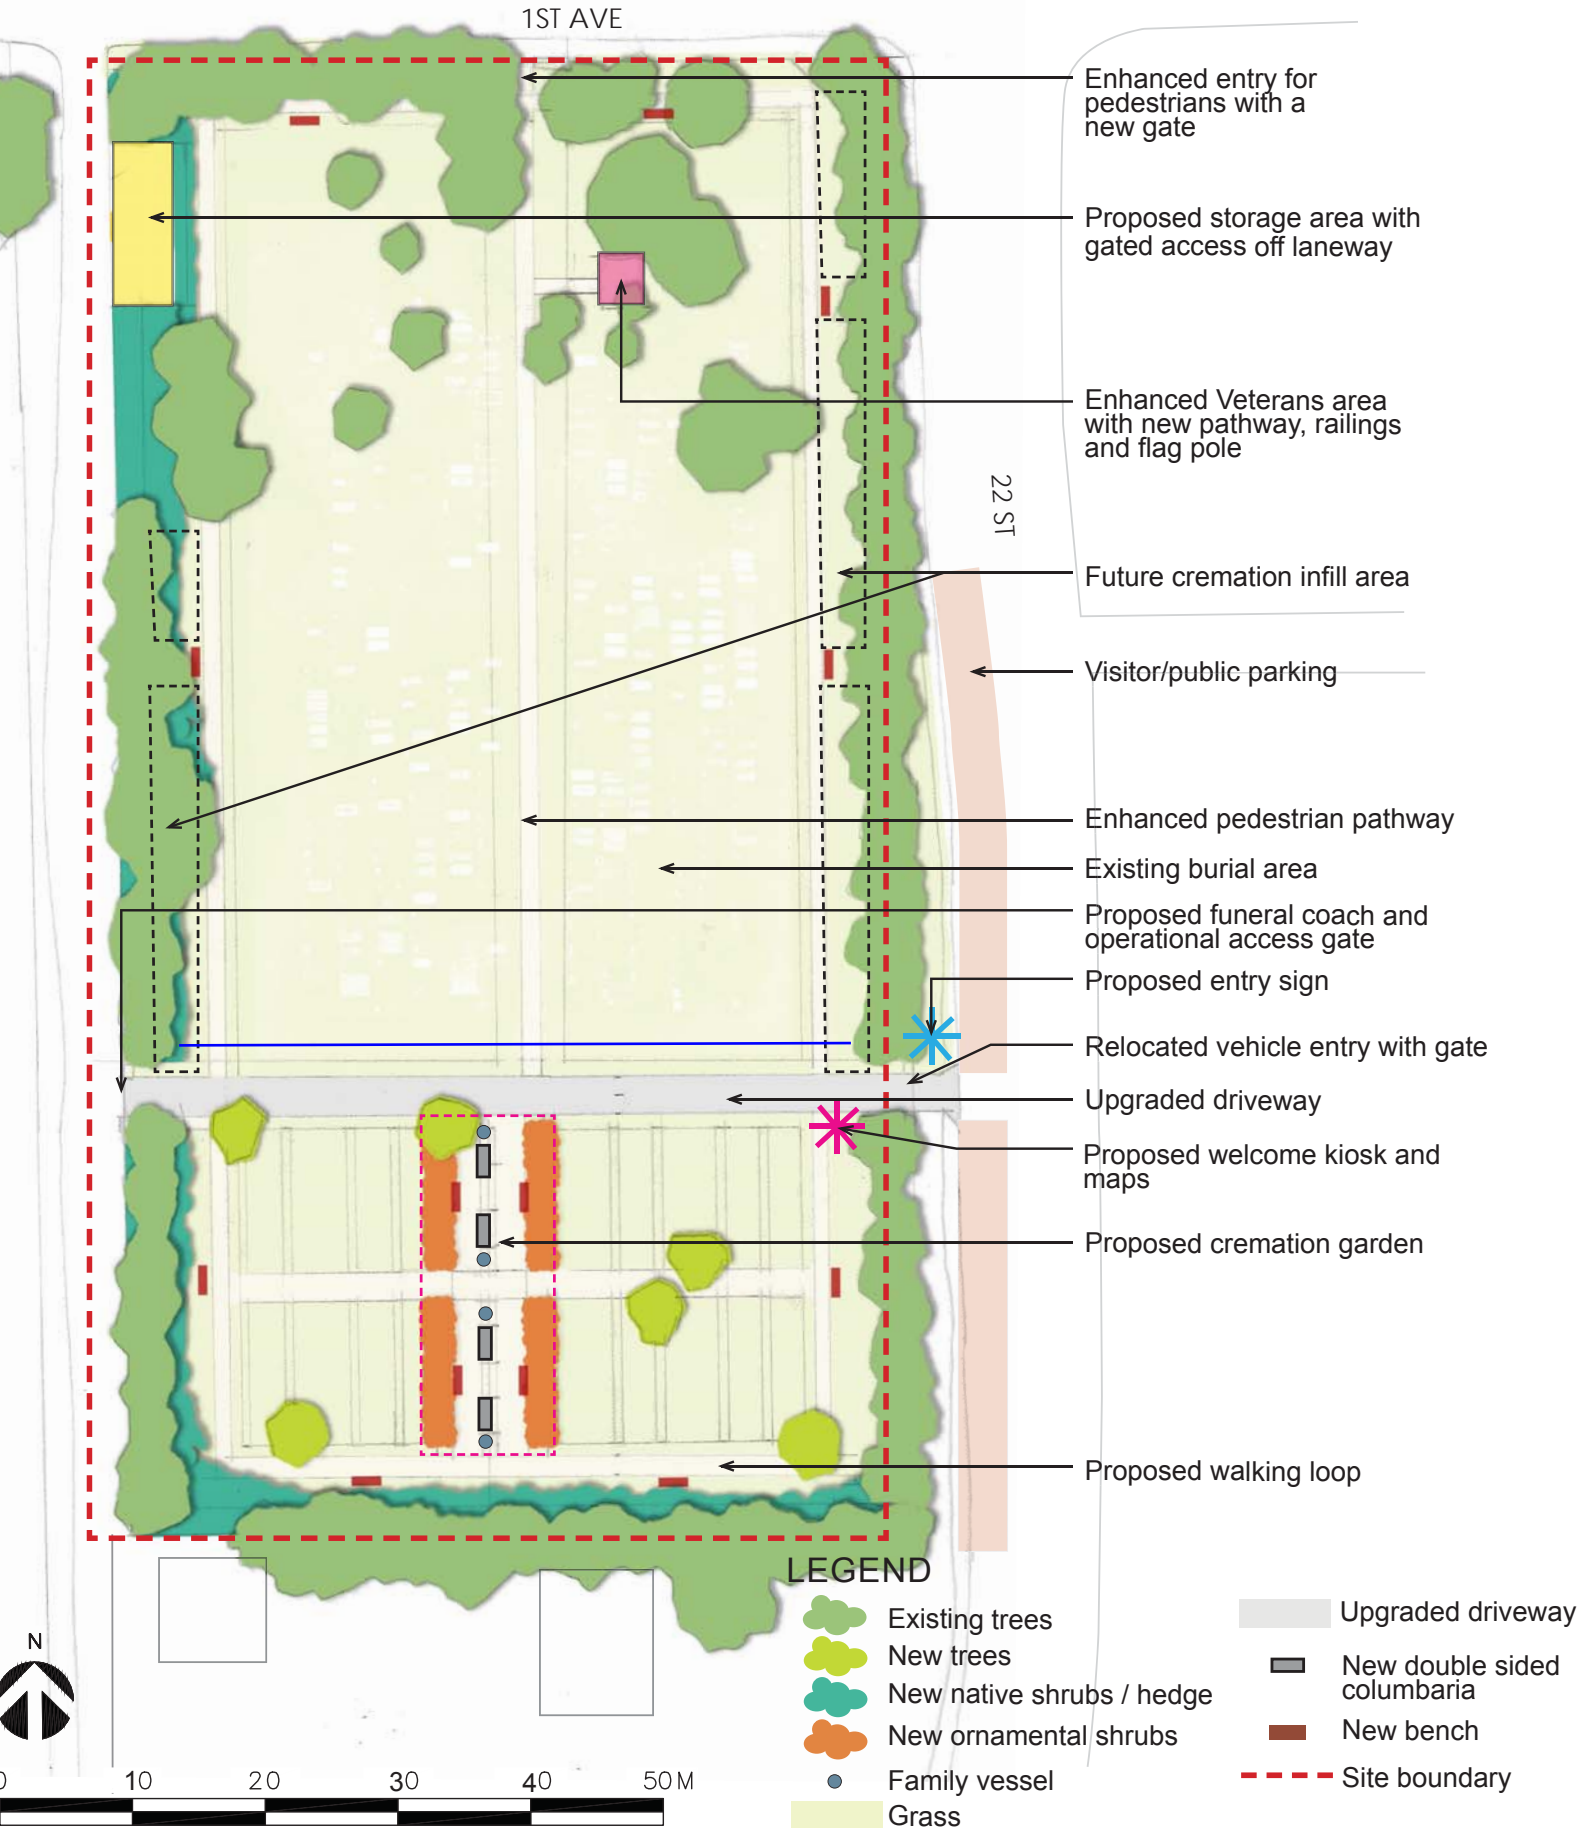 1ST AVE
Enhanced entry for
pedestrians with a
new gate
Proposed storage area with
gated access off laneway
Enhanced Veterans area
with new pathway, railings
and flag pole
22 ST
Future cremation infill area
Visitor/public parking
Enhanced pedestrian pathway
Existing burial area
Proposed funeral coach and
operational access gate
Proposed entry sign
Relocated vehicle entry with gate
Upgraded driveway
Proposed welcome kiosk and
maps
Proposed cremation garden
Proposed walking loop
LEGEND
Existing trees
New trees
New native shrubs / hedge
New ornamental shrubs
Family vessel
Grass
Upgraded driveway
New double sided
columbaria
New bench
Site boundary
N
0 10 20 30 40 50 M